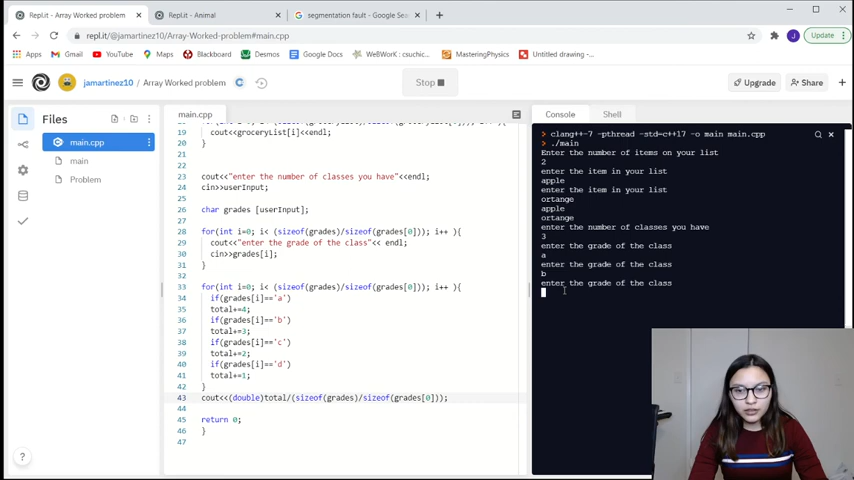 Repl.it - Array Worked problem
Repl.it - Animal
segmentation fault - Google Sea
repl.it/@jamartinez10/Array-Worked-problem#main.cpp
Update
Apps
Gmail
YouTube
Maps
Blackboard
Desmos
Google Docs
WeBWorK : csuchic...
MasteringPhysics
Untitled drawing -...
jamartinez10/Array Worked problem
Stop
Upgrade
Share
Files
main.cpp
main
Problem
main.cpp
19 cout<<groceryList[i]<<endl;
20 }
21
22
23 cout<<"enter the number of classes you have"<<endl;
24 cin>>userInput;
25
26 char grades [userInput];
27
28 for(int i=0; i< (sizeof(grades)/sizeof(grades[0])); i++ ){
29 cout<<"enter the grade of the class"<< endl;
30 cin>>grades[i];
31 }
32
33 for(int i=0; i< (sizeof(grades)/sizeof(grades[0])); i++ ){
34 if(grades[i]=='a')
35 total+=4;
36 if(grades[i]=='b')
37 total+=3;
38 if(grades[i]=='c')
39 total+=2;
40 if(grades[i]=='d')
41 total+=1;
42 }
43 cout<<(double)total/(sizeof(grades)/sizeof(grades[0]));
44
45 return 0;
46 }
47
Console
Shell
> clang++-7 -pthread -std=c++17 -o main main.cpp
> ./main
Enter the number of items on your list
2
enter the item in your list
apple
enter the item in your list
ortange
apple
ortange
enter the number of classes you have
3
enter the grade of the class
a
enter the grade of the class
b
enter the grade of the class